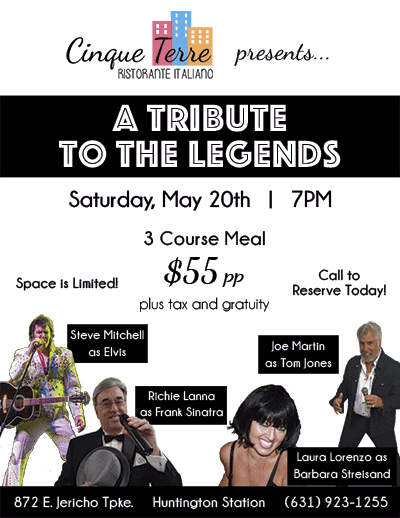 Cinque Terre
RISTORANTE ITALIANO
presents...
A TRIBUTE
TO THE LEGENDS
Saturday, May 20th | 7PM
3 Course Meal
$55 pp
plus tax and gratuity
Space is Limited!
Call to
Reserve Today!
Steve Mitchell
as Elvis
Richie Lanna
as Frank Sinatra
Joe Martin
as Tom Jones
Laura Lorenzo as
Barbara Streisand
872 E. Jericho Tpke. Huntington Station (631) 923-1255